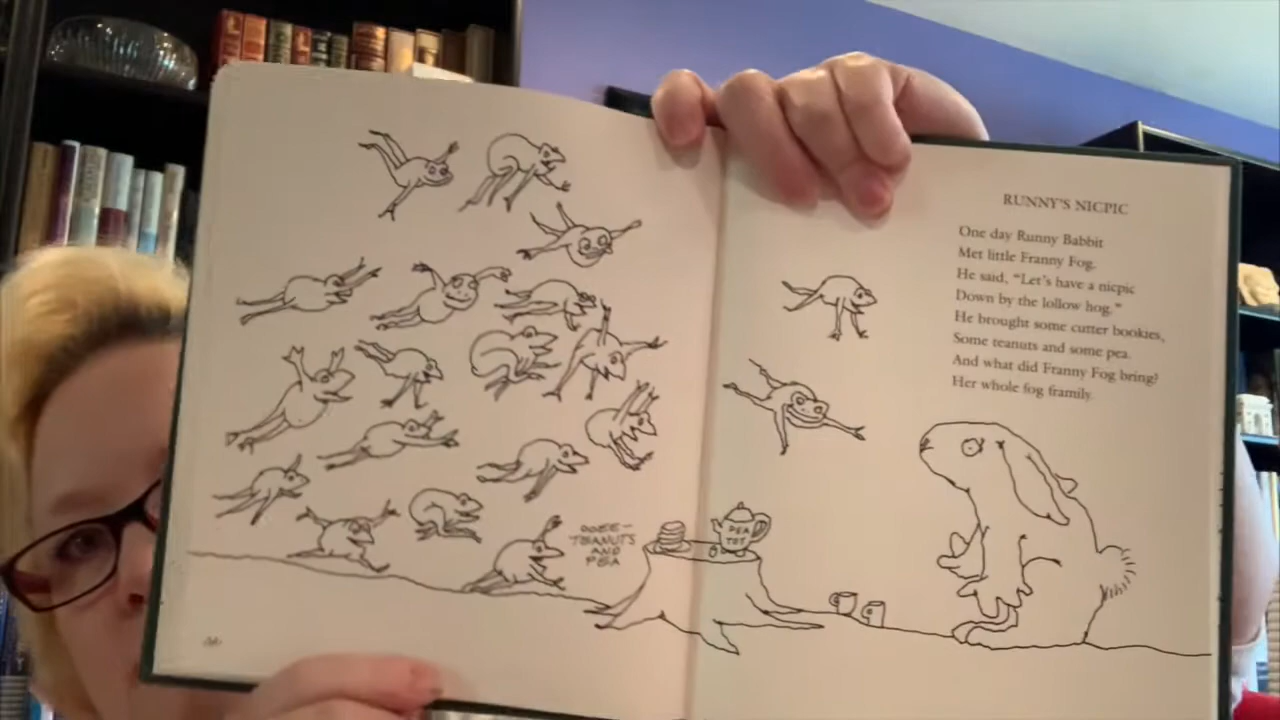 OOEE—
TEANUTS
AND
PEA
PEA
TOT
RUNNY'S NICPIC
One day Runny Babbit
Met little Franny Fog.
He said, "Let's have a nicpic
Down by the lollow hog."
He brought some cutter bookies,
Some teanuts and some pea.
And what did Franny Fog bring?
Her whole fog framily.